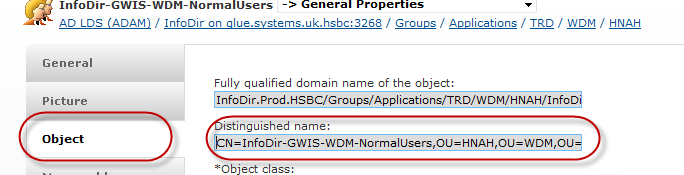 InfoDir-GWIS-WDM-NormalUsers -> General Properties
AD LDS (ADAM) / InfoDir on glue.systems.uk.hsbc:3268 / Groups / Applications / TRD / WDM / HNAH
General
Fully qualified domain name of the object:
Picture
InfoDir.Prod.HSBC/Groups/Applications/TRD/WDM/HNAH/InfoDi
Distinguished name:
Object
CN=InfoDir-GWIS-WDM-NormalUsers,OU=HNAH,OU=WDM,OU=
*Object class: